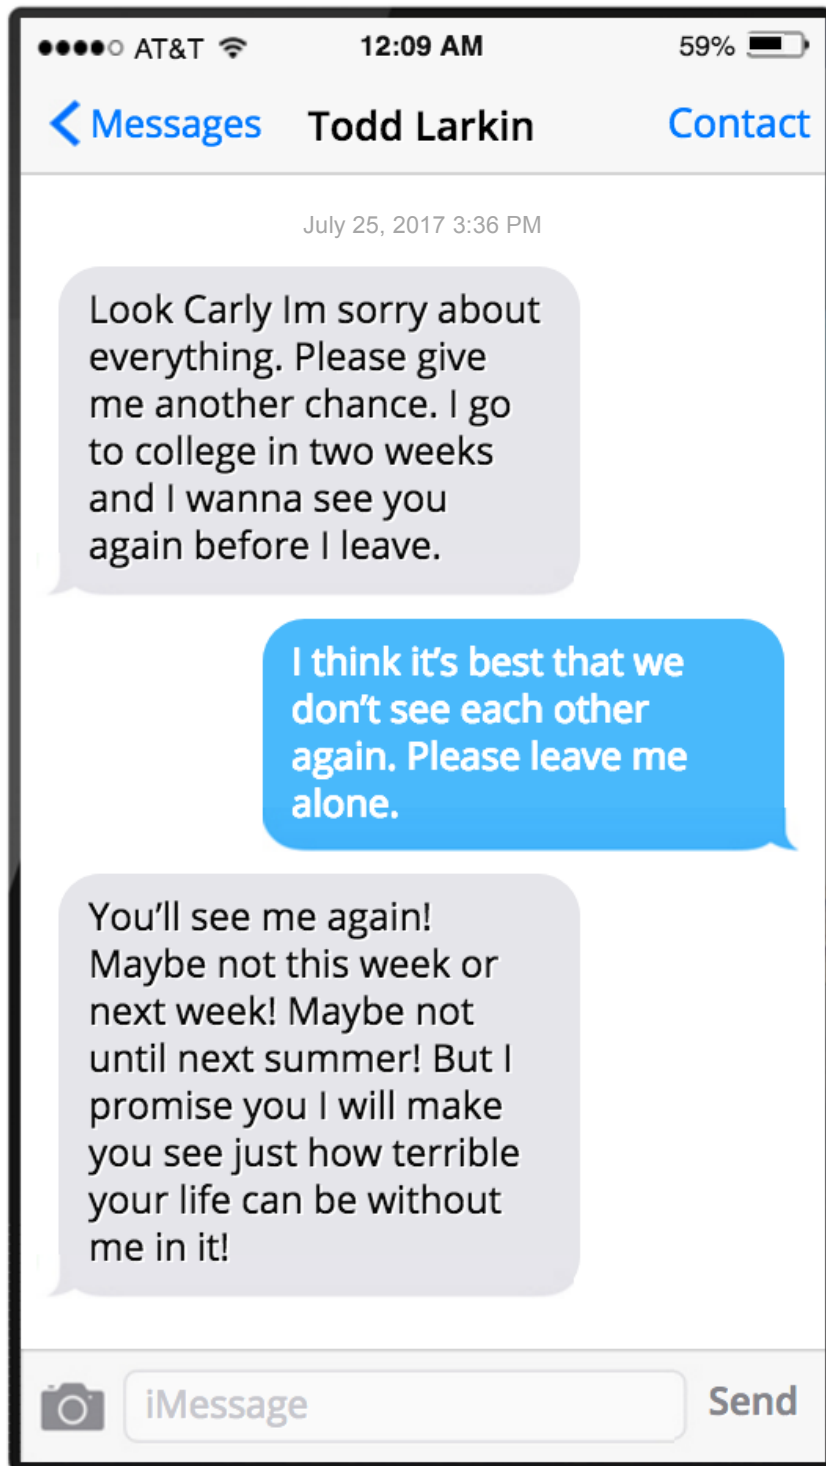 AT&T 12:09 AM 59%
Messages Todd Larkin Contact
July 25, 2017 3:36 PM
Look Carly Im sorry about
everything. Please give
me another chance. I go
to college in two weeks
and I wanna see you
again before I leave.
I think it’s best that we
don’t see each other
again. Please leave me
alone.
You’ll see me again!
Maybe not this week or
next week! Maybe not
until next summer! But I
promise you I will make
you see just how terrible
your life can be without
me in it!
iMessage Send